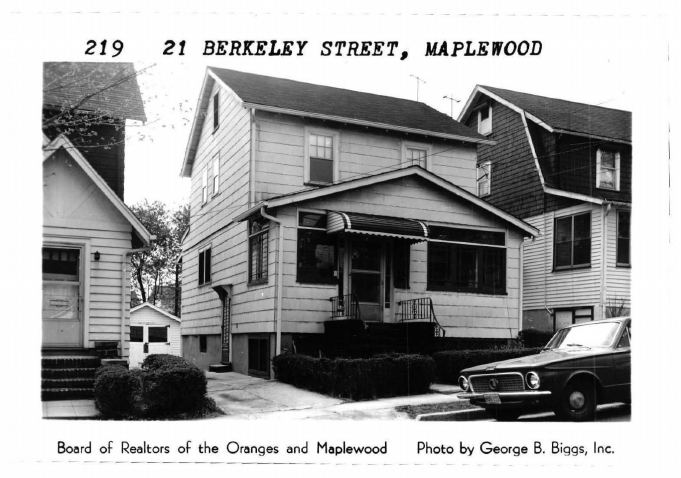 219 21 BERKELEY STREET, MAPLEWOOD
Board of Realtors of the Oranges and Maplewood Photo by George B. Biggs, Inc.